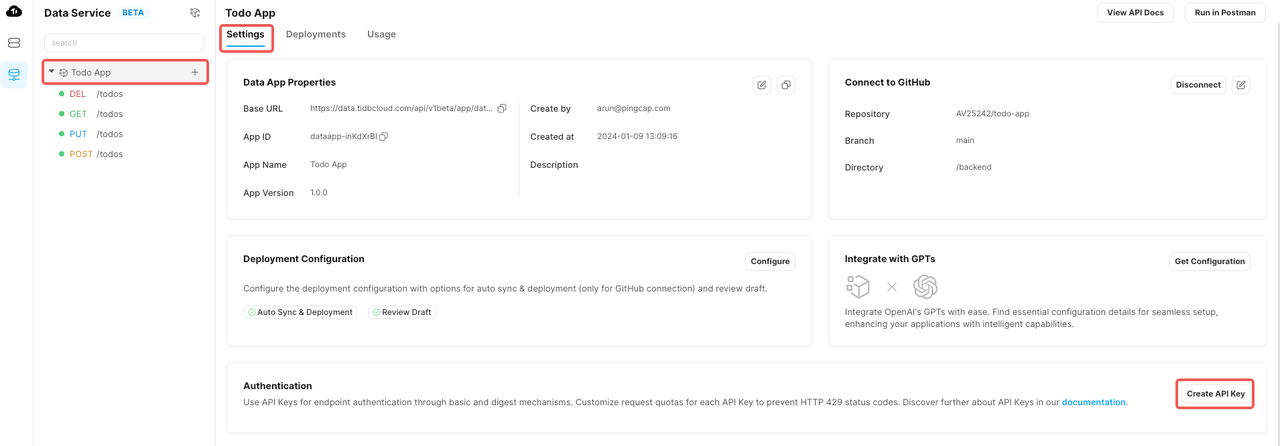 Data Service BETA
search
Todo App
DEL /todos
GET /todos
PUT /todos
POST /todos
Todo App
View API Docs
Run in Postman
Settings
Deployments
Usage
Data App Properties
Base URL https://data.tidbcloud.com/api/v1beta/app/dat...
App ID dataapp-inKdXrBI
App Name Todo App
App Version 1.0.0
Create by arun@pingcap.com
Created at 2024-01-09 13:09:16
Description
Connect to GitHub
Disconnect
Repository AV25242/todo-app
Branch main
Directory /backend
Deployment Configuration
Configure
Configure the deployment configuration with options for auto sync & deployment (only for GitHub connection) and review draft.
Auto Sync & Deployment
Review Draft
Integrate with GPTs
Get Configuration
Integrate OpenAI's GPTs with ease. Find essential configuration details for seamless setup,
enhancing your applications with intelligent capabilities.
Authentication
Use API Keys for endpoint authentication through basic and digest mechanisms. Customize request quotas for each API Key to prevent HTTP 429 status codes. Discover further about API Keys in our documentation.
Create API Key